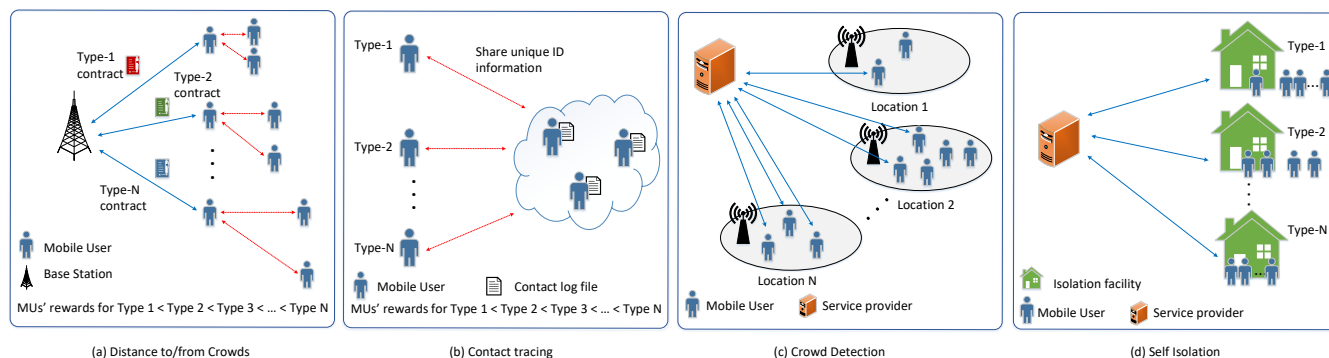 Type-1
contract
Type-2
contract
Type-N
contract
Mobile User
Base Station
MUs' rewards for Type 1 < Type 2 < Type 3 < ... < Type N
(a) Distance to/from Crowds
Type-1
Share unique ID
information
Type-2
Type-N
Mobile User
Contact log file
MUs' rewards for Type 1 < Type 2 < Type 3 < ... < Type N
(b) Contact tracing
Location 1
Location 2
Location N
Mobile User
Service provider
(c) Crowd Detection
Type-1
Type-2
Type-N
Isolation facility
Mobile User
Service provider
(d) Self Isolation